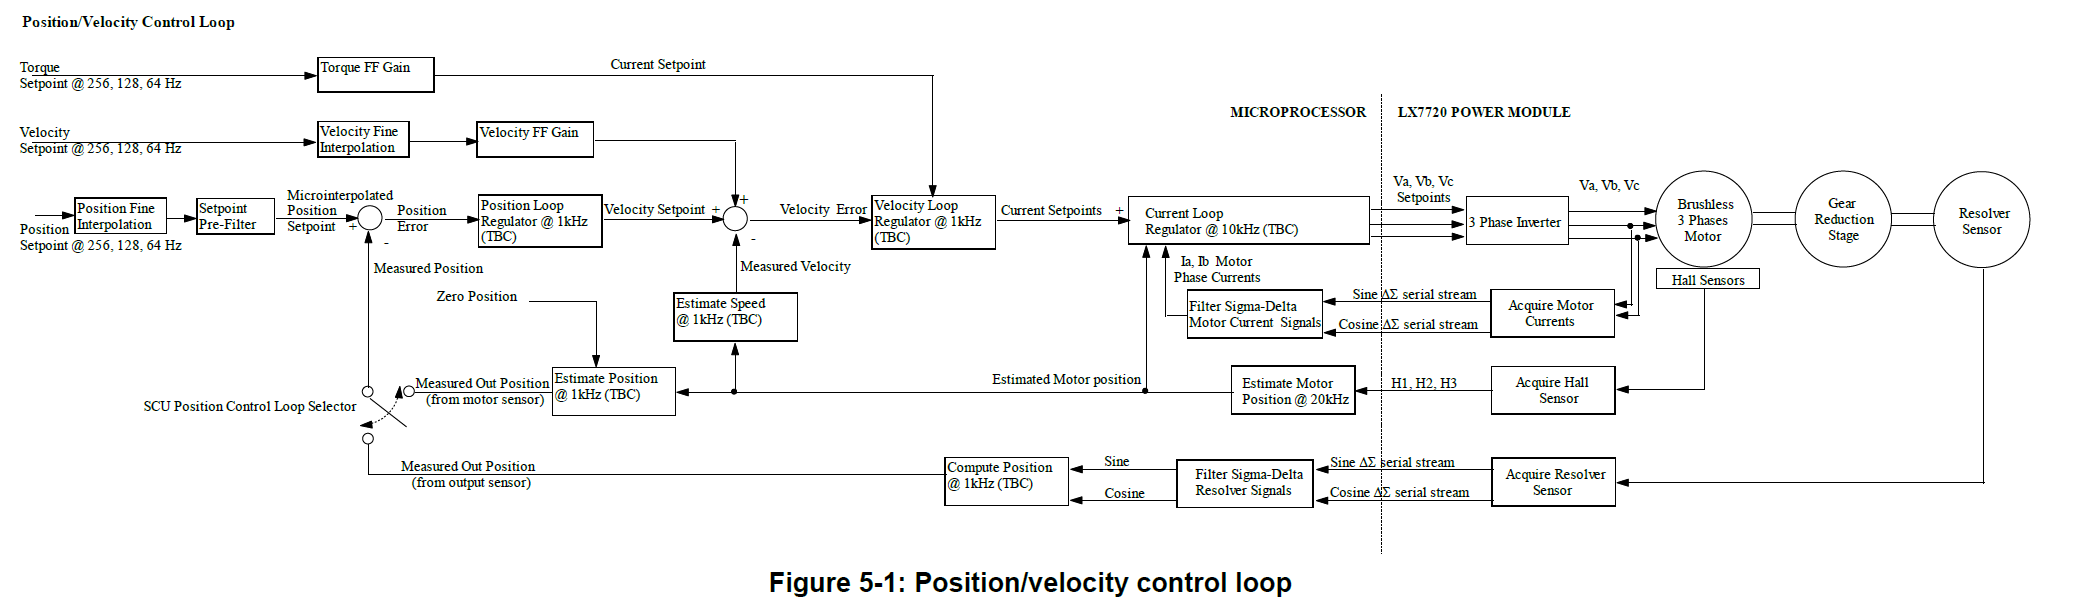 Position/Velocity Control Loop
Torque
Setpoint @ 256, 128, 64 Hz
Torque FF Gain
Current Setpoint
MICROPROCESSOR
LX7720 POWER MODULE
Velocity
Setpoint @ 256, 128, 64 Hz
Velocity Fine
Interpolation
Velocity FF Gain
Position
Setpoint @ 256, 128, 64 Hz
Position Fine
Interpolation
Setpoint
Pre-Filter
Microinterpolated
Position
Setpoint
+
-
Position
Error
Position Loop
Regulator @ 1kHz
(TBC)
Velocity Setpoint
+
+
-
Velocity Error
Velocity Loop
Regulator @ 1kHz
(TBC)
Current Setpoints
+
Current Loop
Regulator @ 10kHz (TBC)
Va, Vb, Vc
Setpoints
3 Phase Inverter
Va, Vb, Vc
Brushless
3 Phases
Motor
Gear
Reduction
Stage
Resolver
Sensor
Hall Sensors
Measured Position
Measured Velocity
Zero Position
Estimate Speed
@ 1kHz (TBC)
Ia, Ib Motor
Phase Currents
Filter Sigma-Delta
Motor Current Signals
Sine ΔΣ serial stream
Cosine ΔΣ serial stream
Acquire Motor
Currents
SCU Position Control Loop Selector
Measured Out Position
(from motor sensor)
Estimate Position
@ 1kHz (TBC)
Estimated Motor position
Estimate Motor
Position @ 20kHz
H1, H2, H3
Acquire Hall
Sensor
Measured Out Position
(from output sensor)
Compute Position
@ 1kHz (TBC)
Sine
Cosine
Filter Sigma-Delta
Resolver Signals
Sine ΔΣ serial stream
Cosine ΔΣ serial stream
Acquire Resolver
Sensor
Figure 5-1: Position/velocity control loop